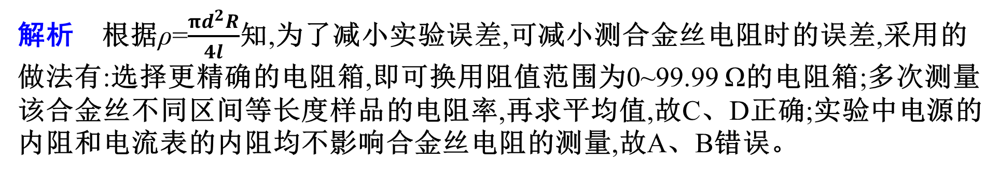 解析 根据ρ=πd²R/4l知,为了减小实验误差,可减小测合金丝电阻时的误差,采用的
做法有:选择更精确的电阻箱,即可换用阻值范围为0~99.99 Ω的电阻箱;多次测量
该合金丝不同区间等长度样品的电阻率,再求平均值,故C、D正确;实验中电源的
内阻和电流表的内阻均不影响合金丝电阻的测量,故A、B错误。